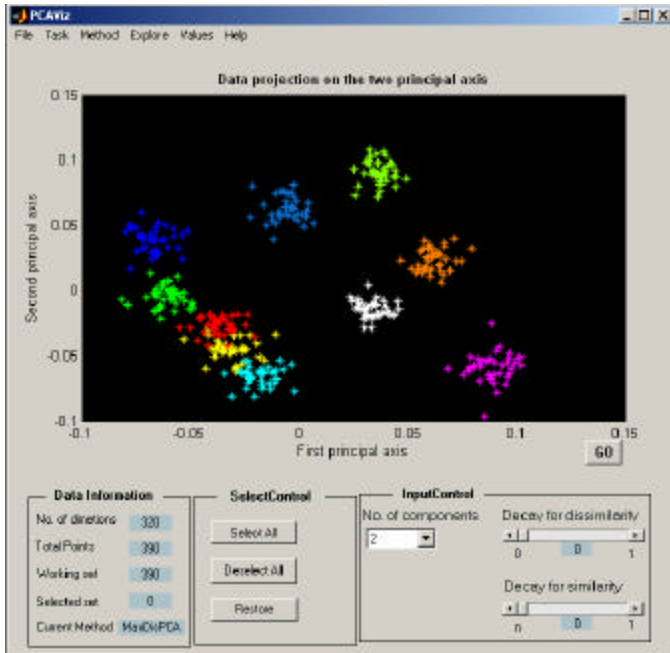 PCAViz
File Task Method Explore Values Help
Data projection on the two principal axis
0.15
0.1
0.05
0
-0.05
-0.1
Second principal axis
-0.1 -0.05 0 0.05 0.1 0.15
First principal axis
GO
Data Information
No. of dimetions 320
Total Points 390
Working set 390
Selected set 0
Current Method MaxDisPCA
SelectControl
Select All
Deselect All
Restore
InputControl
No. of components
2
Decay for dissimilarity
0 0 1
Decay for similarity
0 0 1